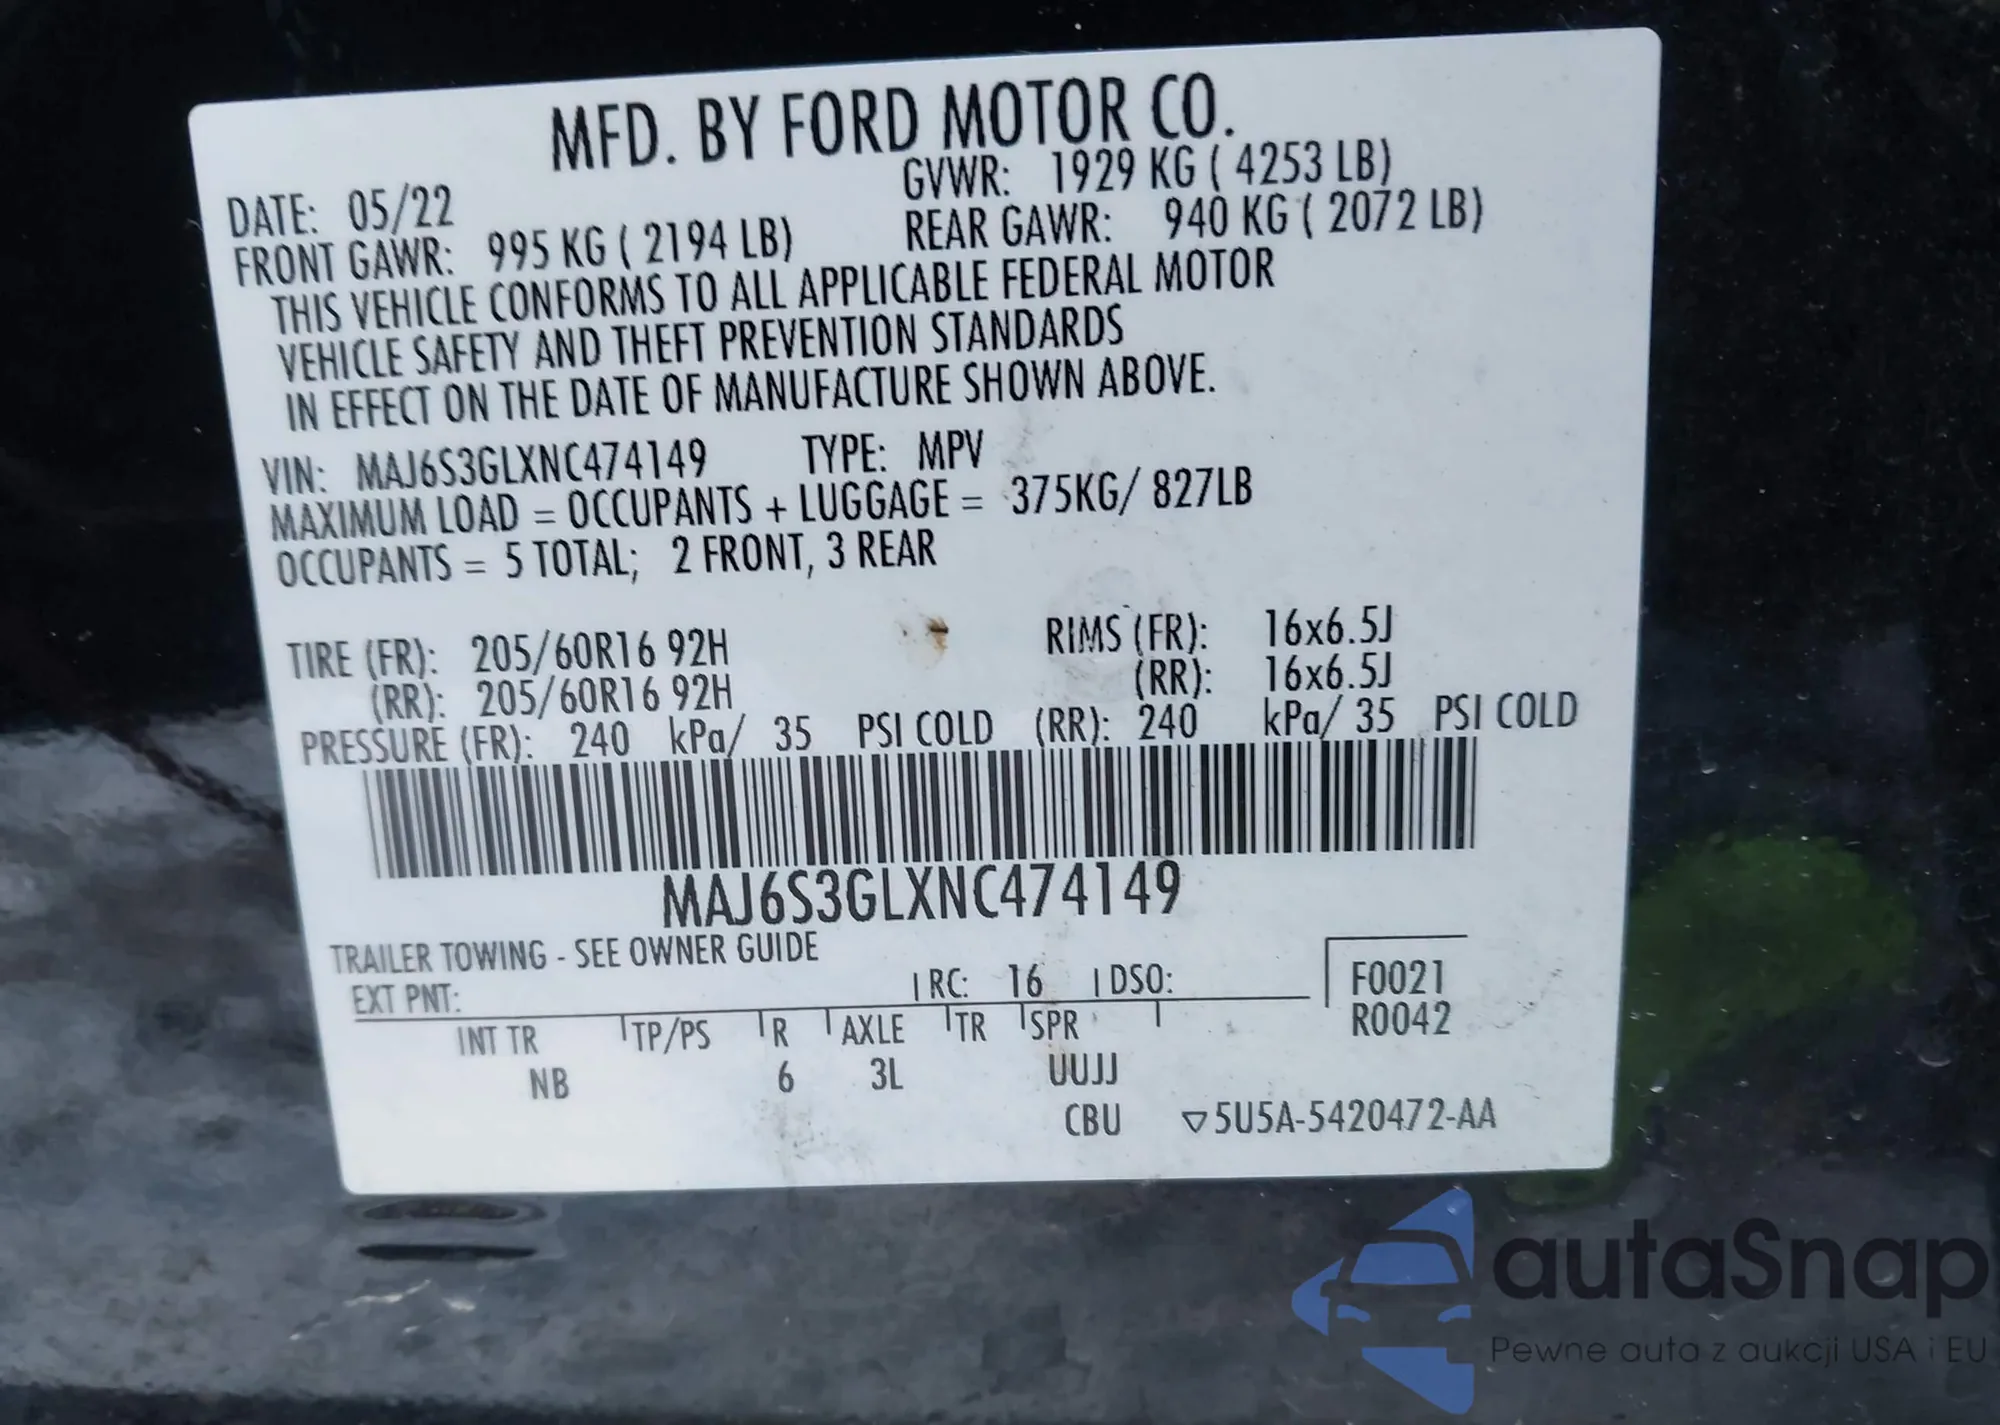 MFD. BY FORD MOTOR CO.
DATE: 05/22 GVWR: 1929 KG ( 4253 LB)
FRONT GAWR: 995 KG ( 2194 LB) REAR GAWR: 940 KG ( 2072 LB)
THIS VEHICLE CONFORMS TO ALL APPLICABLE FEDERAL MOTOR
VEHICLE SAFETY AND THEFT PREVENTION STANDARDS
IN EFFECT ON THE DATE OF MANUFACTURE SHOWN ABOVE.
VIN: MAJ6S3GLXNC474149 TYPE: MPV
MAXIMUM LOAD = OCCUPANTS + LUGGAGE = 375KG/ 827LB
OCCUPANTS = 5 TOTAL; 2 FRONT, 3 REAR
TIRE (FR): 205/60R16 92H RIMS (FR): 16x6.5J
(RR): 205/60R16 92H (RR): 16x6.5J
PRESSURE (FR): 240 kPa/ 35 PSI COLD (RR): 240 kPa/ 35 PSI COLD
MAJ6S3GLXNC474149
TRAILER TOWING - SEE OWNER GUIDE
EXT PNT: RC: 16 DSO: F0021
R0042
INT TR TP/PS R AXLE TR SPR
NB 6 3L UUJJ
CBU ▽5U5A-5420472-AA
autaSnap
Pewne auta z aukcji USA i EU